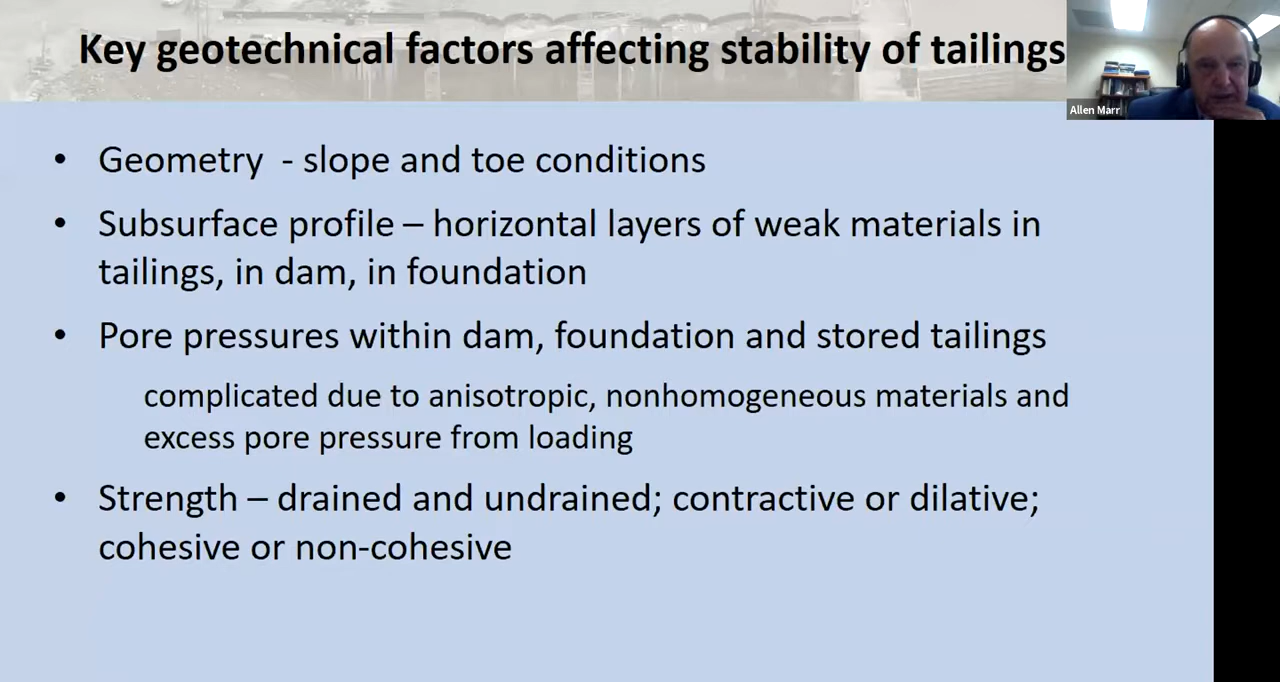 Key geotechnical factors affecting stability of tailings
Allen Marr
• Geometry - slope and toe conditions
• Subsurface profile – horizontal layers of weak materials in
tailings, in dam, in foundation
• Pore pressures within dam, foundation and stored tailings
complicated due to anisotropic, nonhomogeneous materials and
excess pore pressure from loading
• Strength – drained and undrained; contractive or dilative;
cohesive or non-cohesive